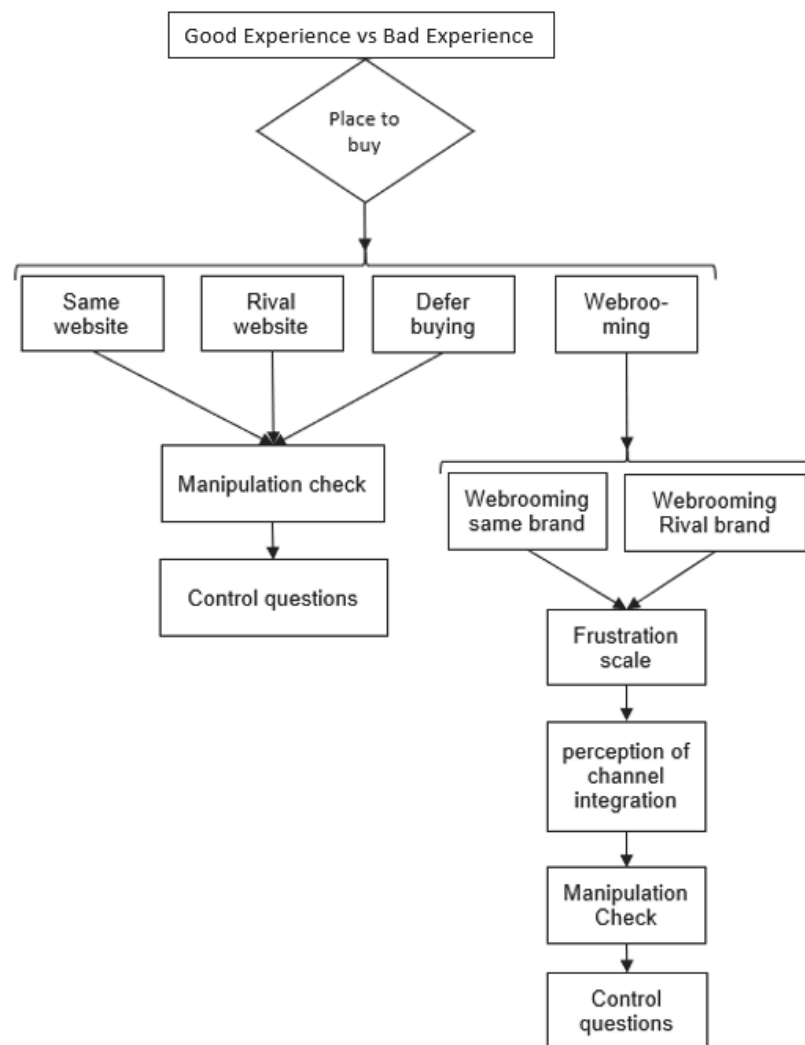 Good Experience vs Bad Experience
Place to
buy
Same
website
Rival
website
Defer
buying
Webroo-
ming
Manipulation check
Control questions
Webrooming
same brand
Webrooming
Rival brand
Frustration
scale
perception of
channel
integration
Manipulation
Check
Control
questions